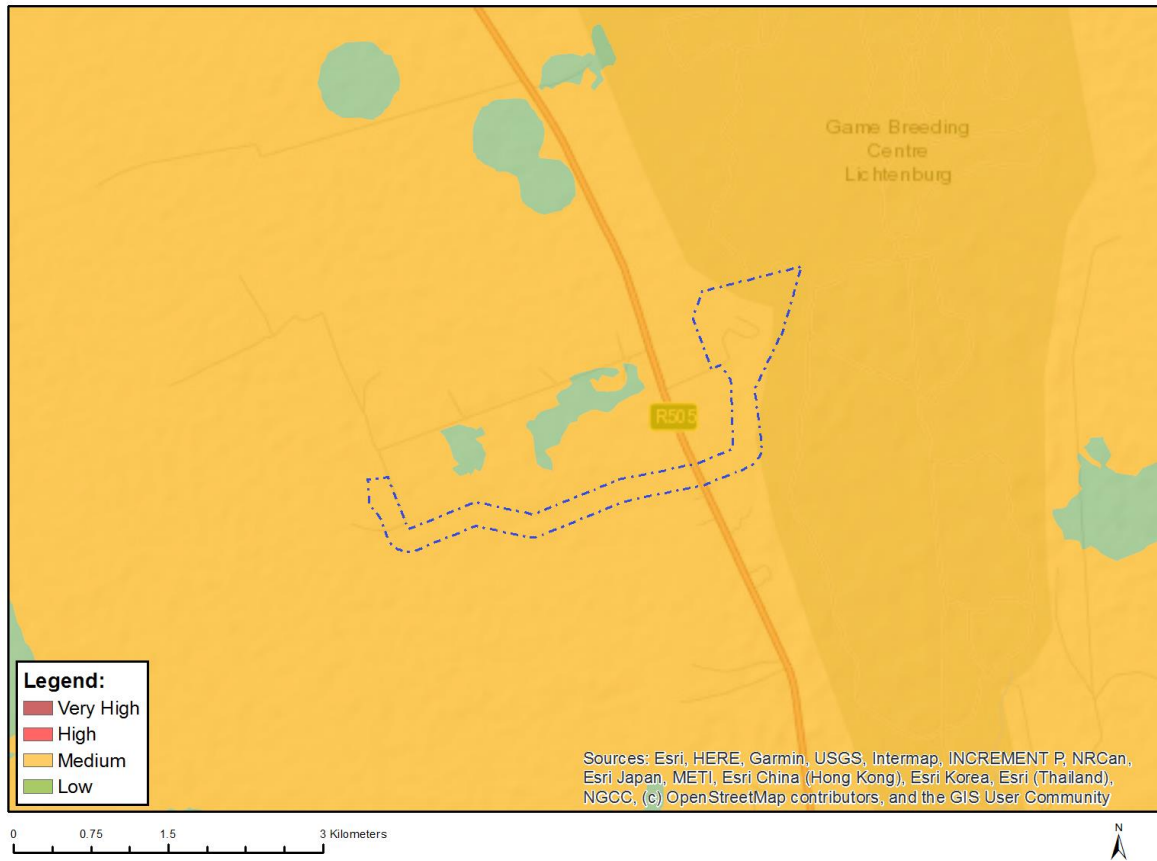 Game Breeding
Centre
Lichtenburg
R505
Legend:
Very High
High
Medium
Low
Sources: Esri, HERE, Garmin, USGS, Intermap, INCREMENT P, NRCan,
Esri Japan, METI, Esri China (Hong Kong), Esri Korea, Esri (Thailand),
NGCC, (c) OpenStreetMap contributors, and the GIS User Community
0 0.75 1.5 3 Kilometers
N